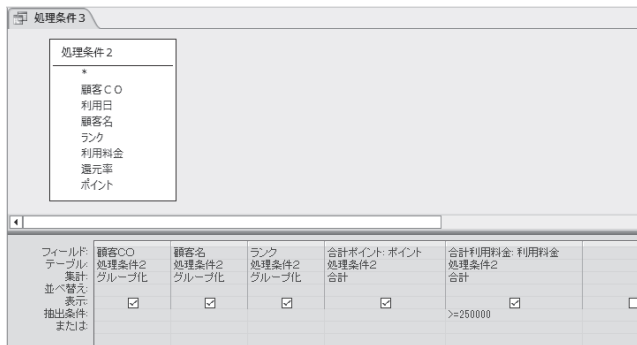 処理条件3
処理条件2
*
顧客CO
利用日
顧客名
ランク
利用料金
還元率
ポイント
フィールド: 顧客CO 顧客名 ランク 合計ポイント: ポイント 合計利用料金: 利用料金
テーブル: 処理条件2 処理条件2 処理条件2 処理条件2 処理条件2
集計: グループ化 グループ化 グループ化 合計 合計
並べ替え:
表示:
抽出条件: >=250000
または: